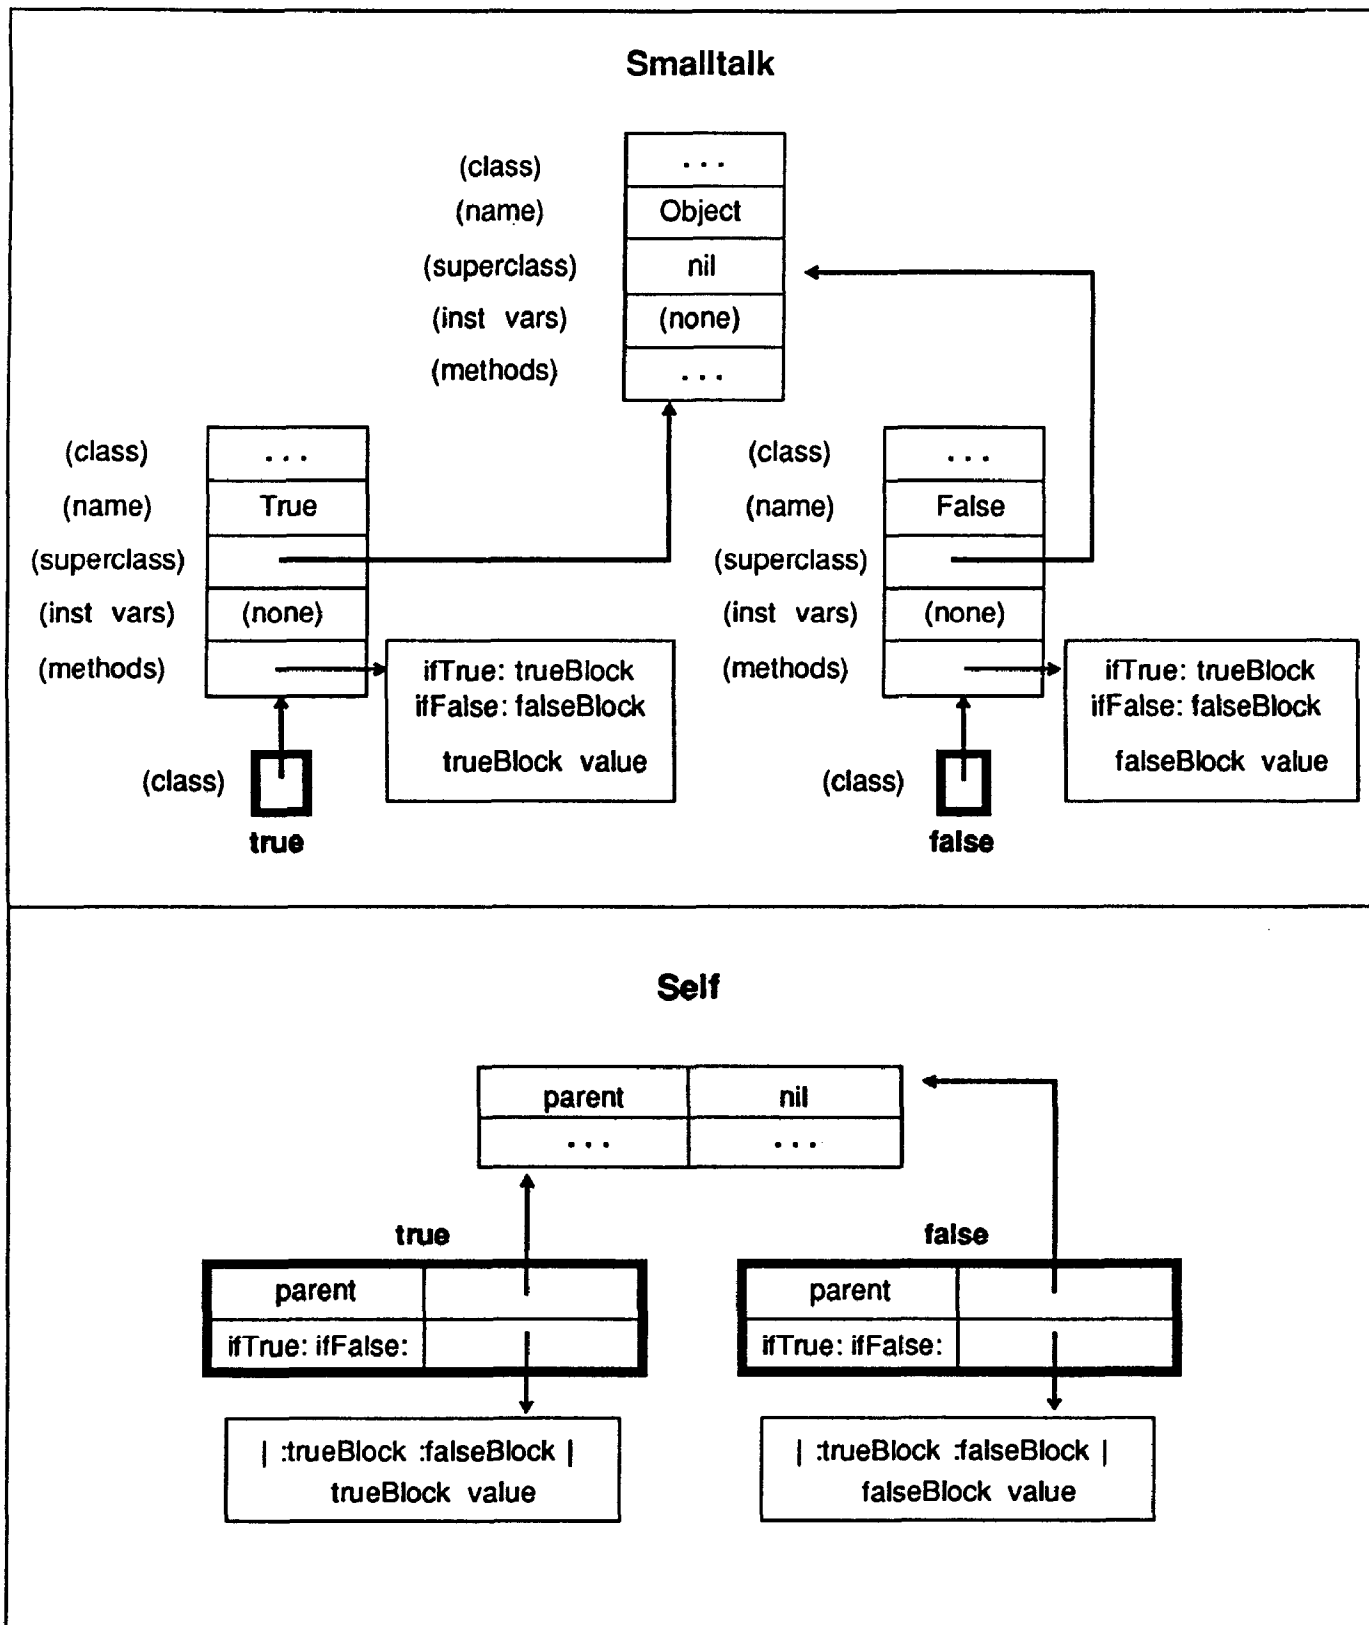 Smalltalk
(class) . . .
(name) Object
(superclass) nil
(inst vars) (none)
(methods) . . .
(class) . . .
(name) True
(superclass)
(inst vars) (none)
(methods)
ifTrue: trueBlock
ifFalse: falseBlock
trueBlock value
(class)
true
(class) . . .
(name) False
(superclass)
(inst vars) (none)
(methods)
ifTrue: trueBlock
ifFalse: falseBlock
falseBlock value
(class)
false
Self
parent nil
. . . . . .
true
parent
ifTrue: ifFalse:
| :trueBlock :falseBlock |
trueBlock value
false
parent
ifTrue: ifFalse:
| :trueBlock :falseBlock |
falseBlock value